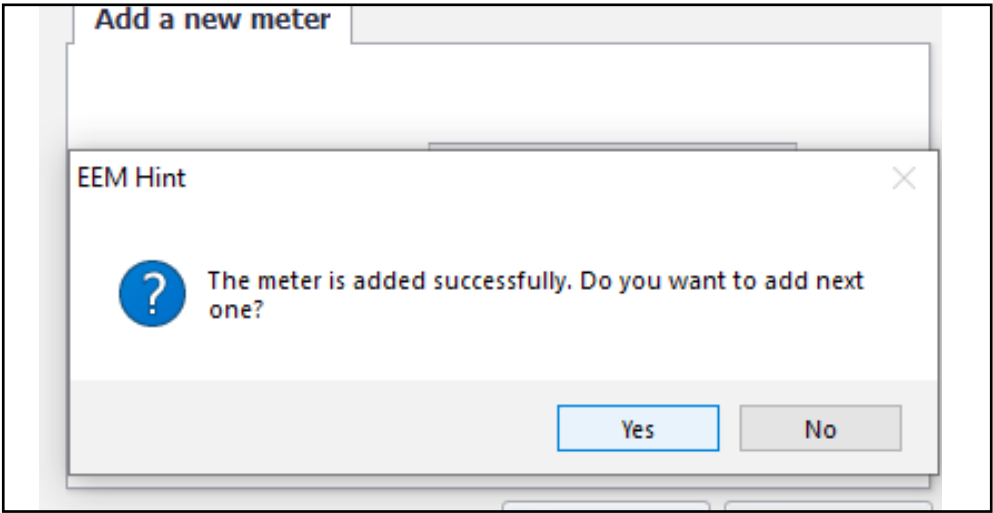 Add a new meter
EEM Hint
The meter is added successfully. Do you want to add next
one?
Yes
No